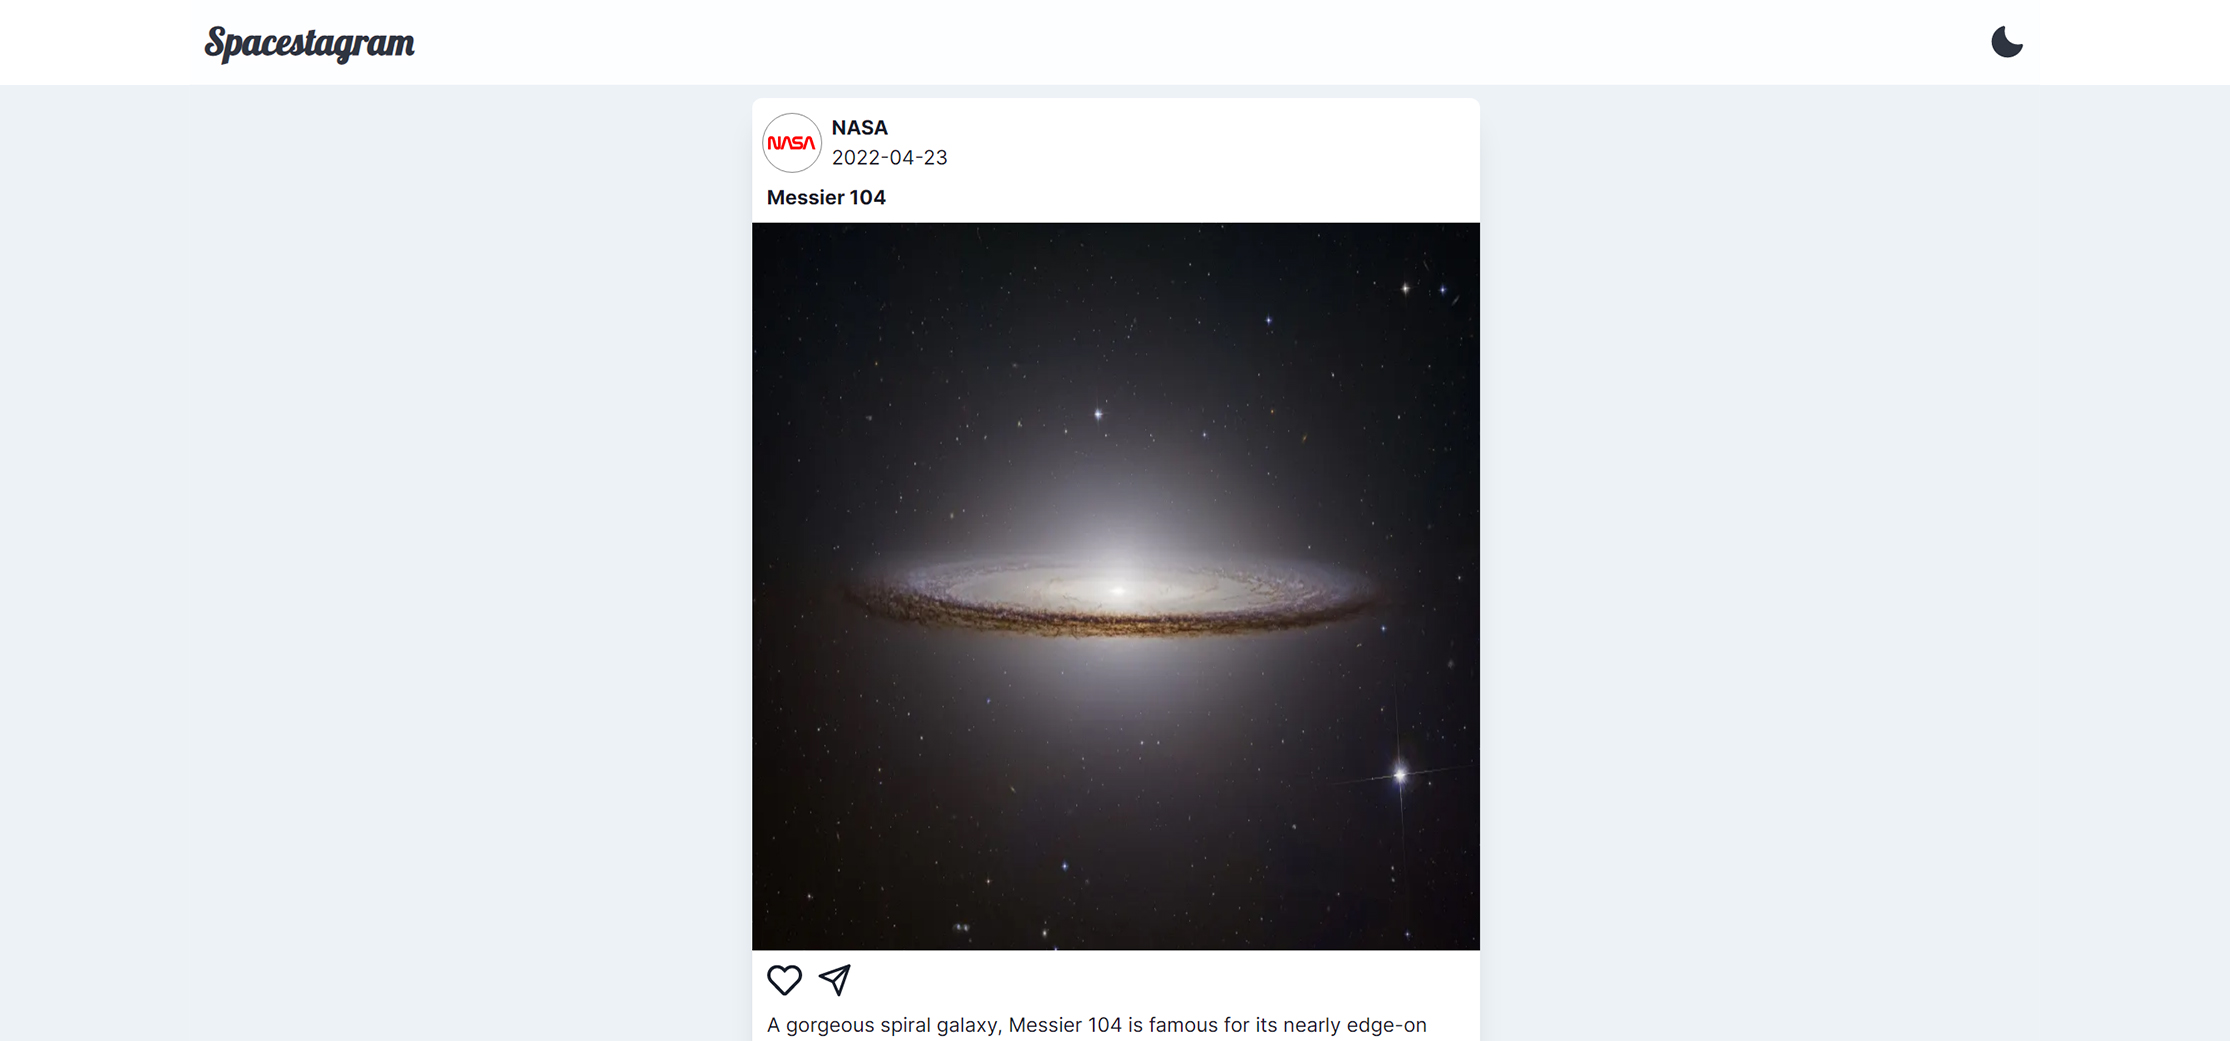 Spacestagram
NASA
NASA
2022-04-23
Messier 104
A gorgeous spiral galaxy, Messier 104 is famous for its nearly edge-on